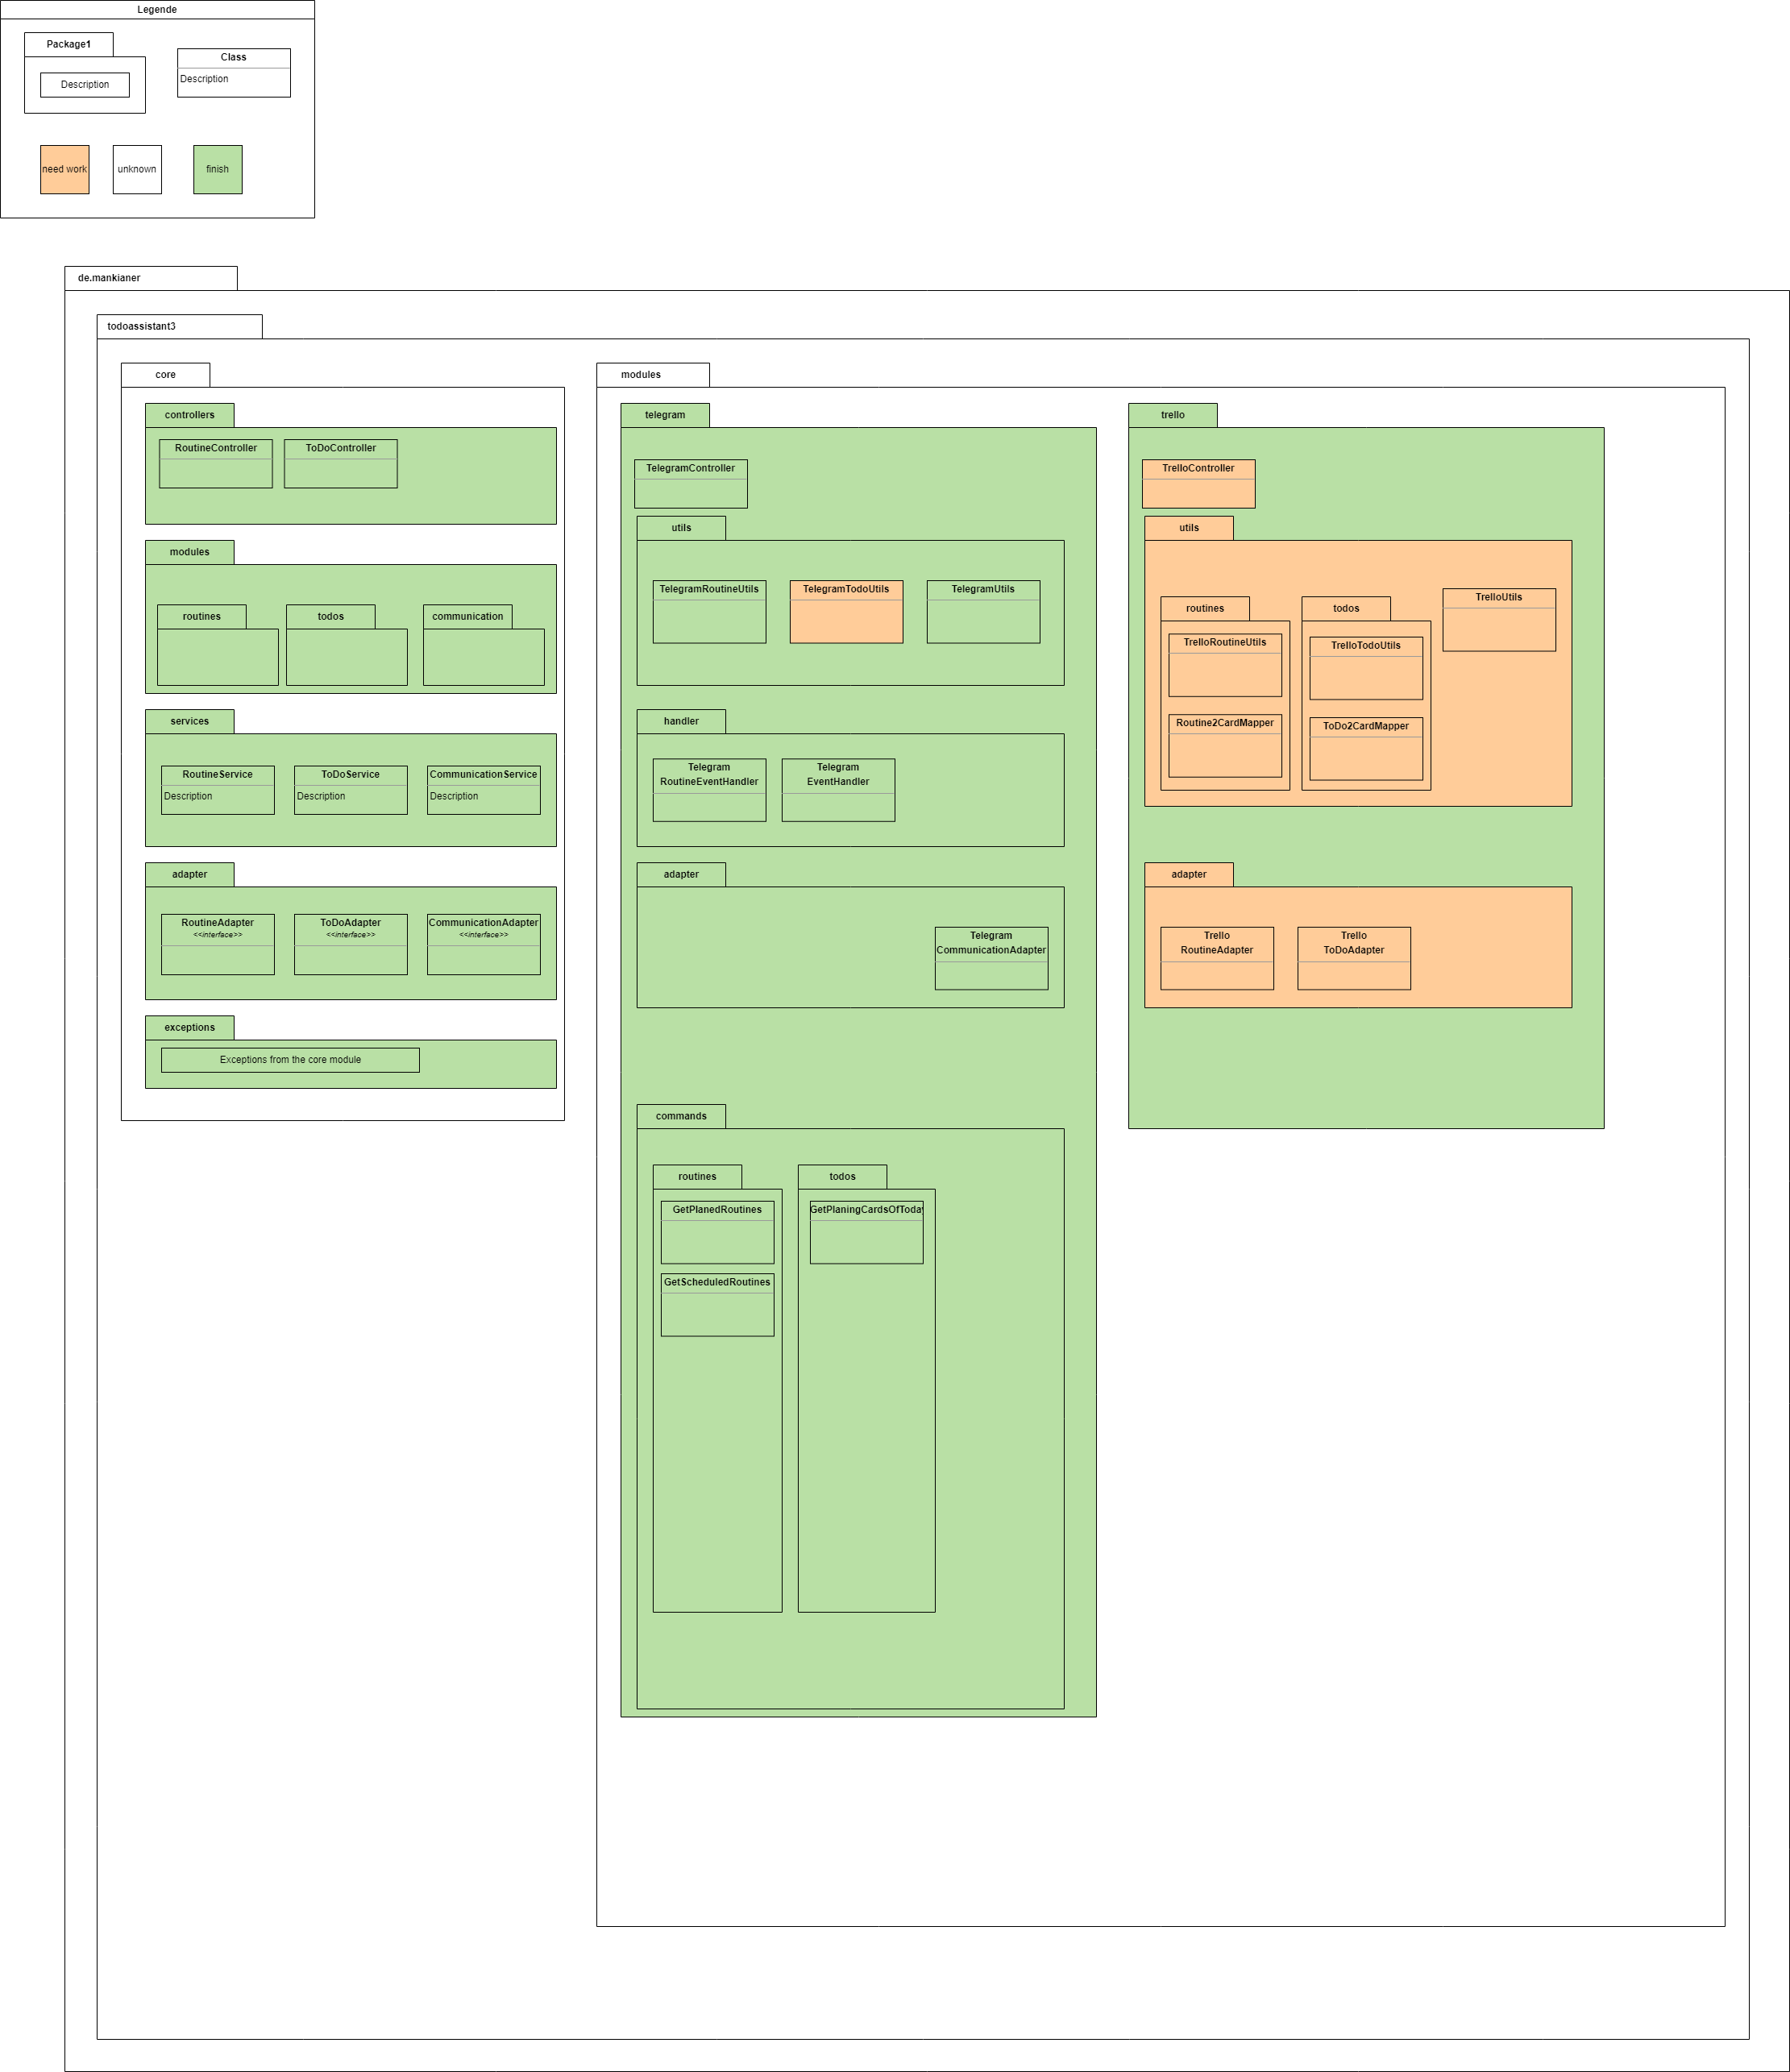 Legende
Package1
Description
Class
Description
need work
unknown
finish
de.mankianer
todoassistant3
core
controllers
RoutineController
ToDoController
modules
routines
todos
communication
services
RoutineService
Description
ToDoService
Description
CommunicationService
Description
adapter
RoutineAdapter
<<interface>>
ToDoAdapter
<<interface>>
CommunicationAdapter
<<interface>>
exceptions
Exceptions from the core module
modules
telegram
TelegramController
utils
TelegramRoutineUtils
TelegramTodoUtils
TelegramUtils
handler
Telegram
RoutineEventHandler
Telegram
EventHandler
adapter
Telegram
CommunicationAdapter
commands
routines
GetPlanedRoutines
GetScheduledRoutines
todos
GetPlaningCardsOfToday
trello
TrelloController
utils
routines
TrelloRoutineUtils
Routine2CardMapper
todos
TrelloTodoUtils
ToDo2CardMapper
TrelloUtils
adapter
Trello
RoutineAdapter
Trello
ToDoAdapter